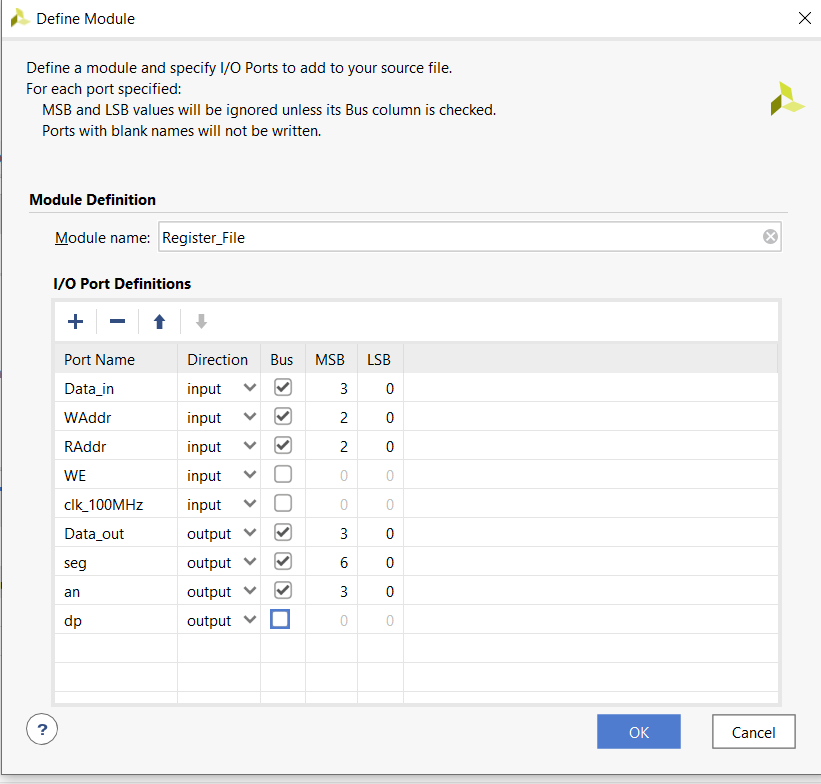 Define Module
Define a module and specify I/O Ports to add to your source file.
For each port specified:
MSB and LSB values will be ignored unless its Bus column is checked.
Ports with blank names will not be written.
Module Definition
Module name: Register_File
I/O Port Definitions
Port Name Direction Bus MSB LSB
Data_in input 3 0
WAddr input 2 0
RAddr input 2 0
WE input 0 0
clk_100MHz input 0 0
Data_out output 3 0
seg output 6 0
an output 3 0
dp output 0 0
? OK Cancel